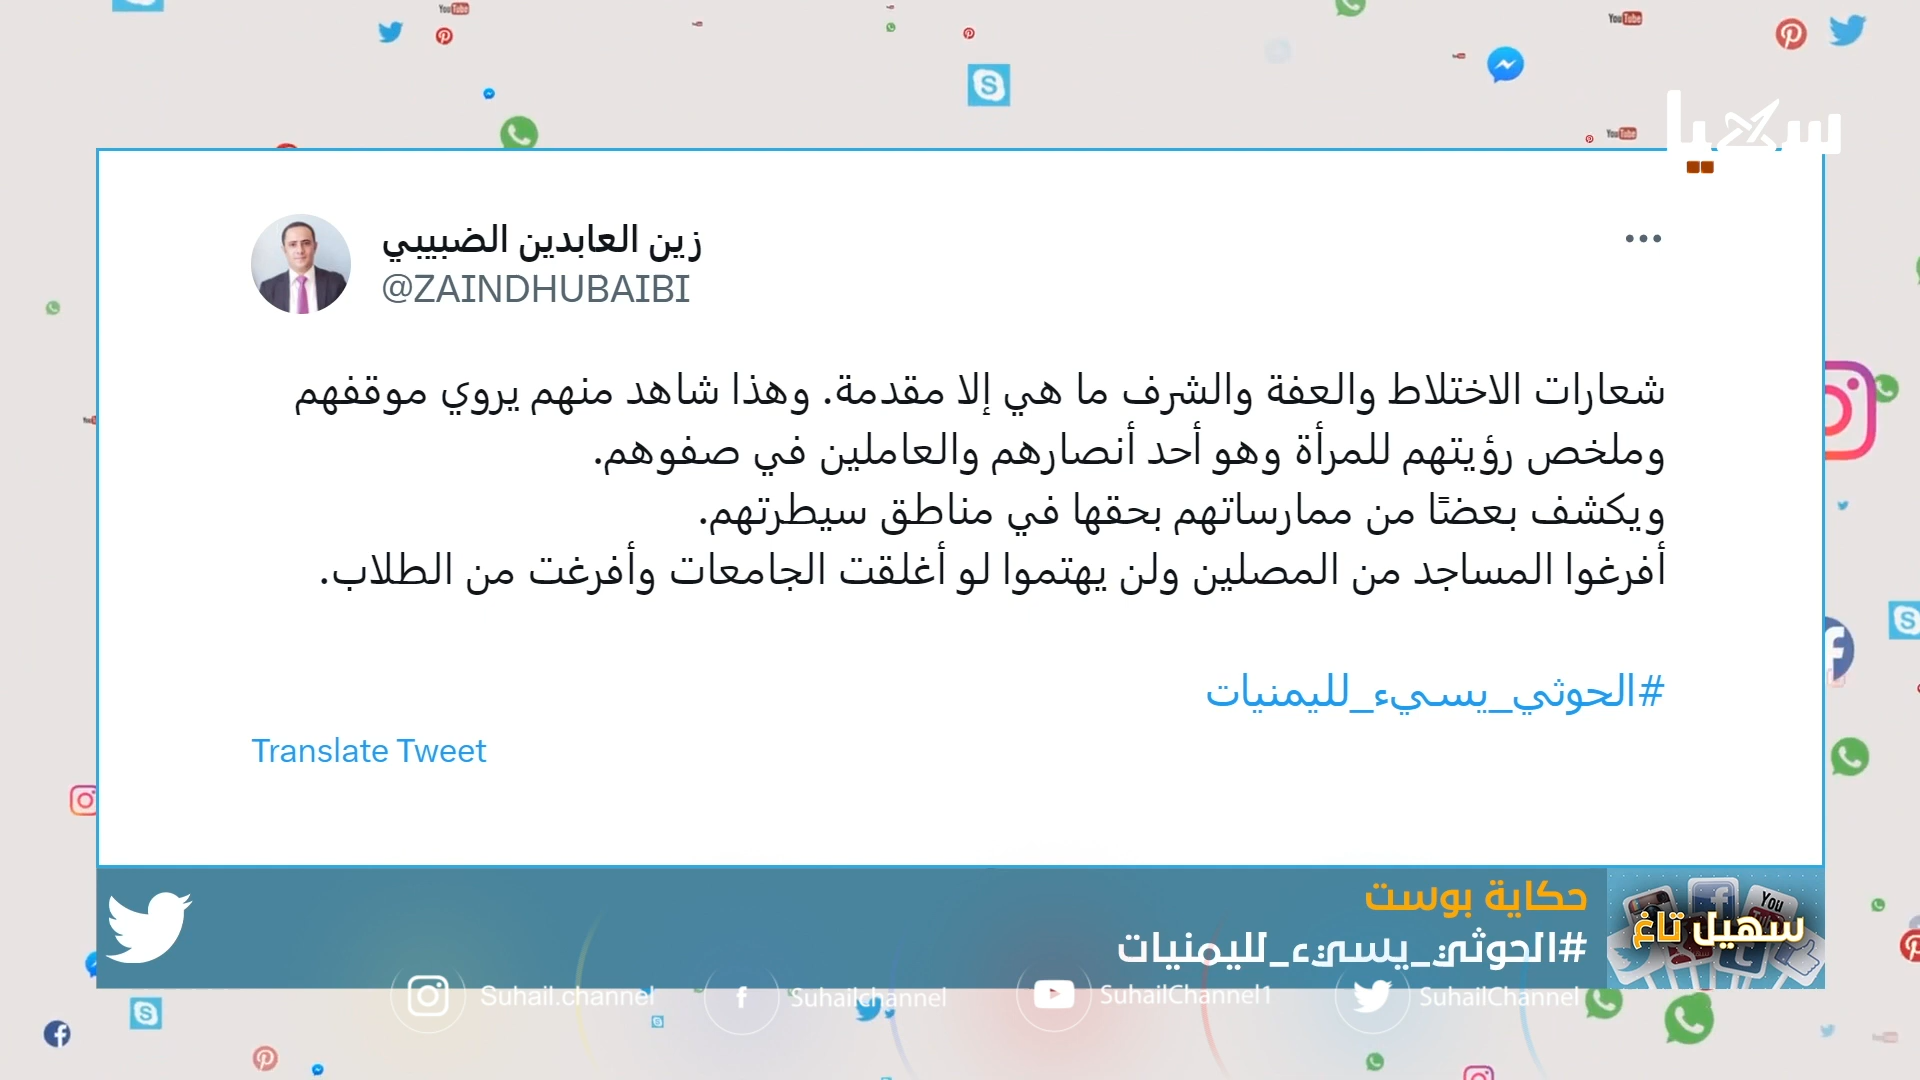 سهيل
زين العابدين الضبيبي
@ZAINDHUBAIBI
شعارات الاختلاط والعفة والشرف ما هي إلا مقدمة. وهذا شاهد منهم يروي موقفهم
وملخص رؤيتهم للمرأة وهو أحد أنصارهم والعاملين في صفوهم.
ويكشف بعضًا من ممارساتهم بحقها في مناطق سيطرتهم.
أفرغوا المساجد من المصلين ولن يهتموا لو أغلقت الجامعات وأفرغت من الطلاب.
#الحوثي_يسيء_لليمنيات
Translate Tweet
حكاية بوست
#الحوثي_يسيء_لليمنيات
سهيل تاغ
Suhail.channel
Suhailchannel
SuhailChannel1
SuhailChannel